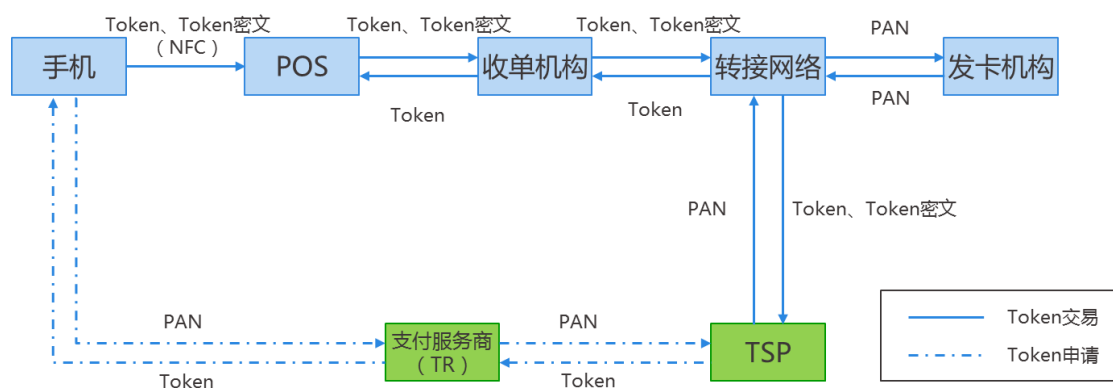 Token、Token密文
（NFC）
Token、Token密文
Token、Token密文
PAN
手机
POS
收单机构
转接网络
发卡机构
Token
Token
PAN
PAN
Token、Token密文
PAN
PAN
支付服务商
（TR）
TSP
Token
Token
Token交易
Token申请